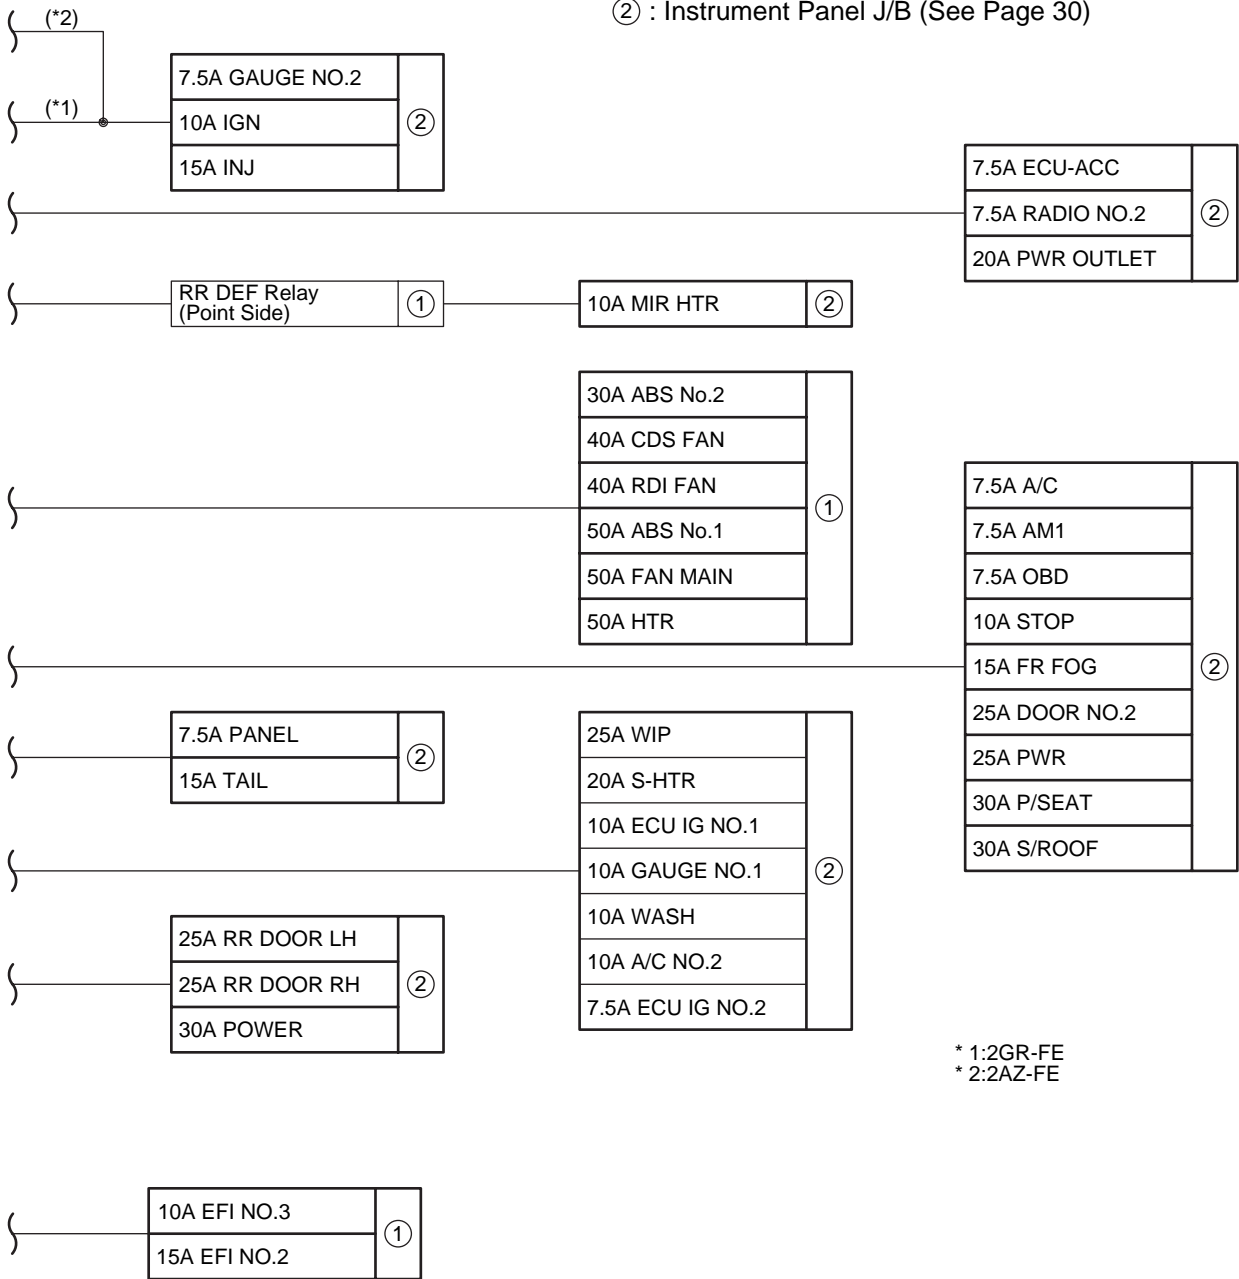 ② : Instrument Panel J/B (See Page 30)
(*2)
(*1)
7.5A GAUGE NO.2
10A IGN
15A INJ
②
7.5A ECU-ACC
7.5A RADIO NO.2
20A PWR OUTLET
②
RR DEF Relay
(Point Side)
①
10A MIR HTR
②
30A ABS No.2
40A CDS FAN
40A RDI FAN
50A ABS No.1
50A FAN MAIN
50A HTR
①
7.5A A/C
7.5A AM1
7.5A OBD
10A STOP
15A FR FOG
25A DOOR NO.2
25A PWR
30A P/SEAT
30A S/ROOF
②
7.5A PANEL
15A TAIL
②
25A WIP
20A S-HTR
10A ECU IG NO.1
10A GAUGE NO.1
10A WASH
10A A/C NO.2
7.5A ECU IG NO.2
②
25A RR DOOR LH
25A RR DOOR RH
30A POWER
②
* 1:2GR-FE
* 2:2AZ-FE
10A EFI NO.3
15A EFI NO.2
①